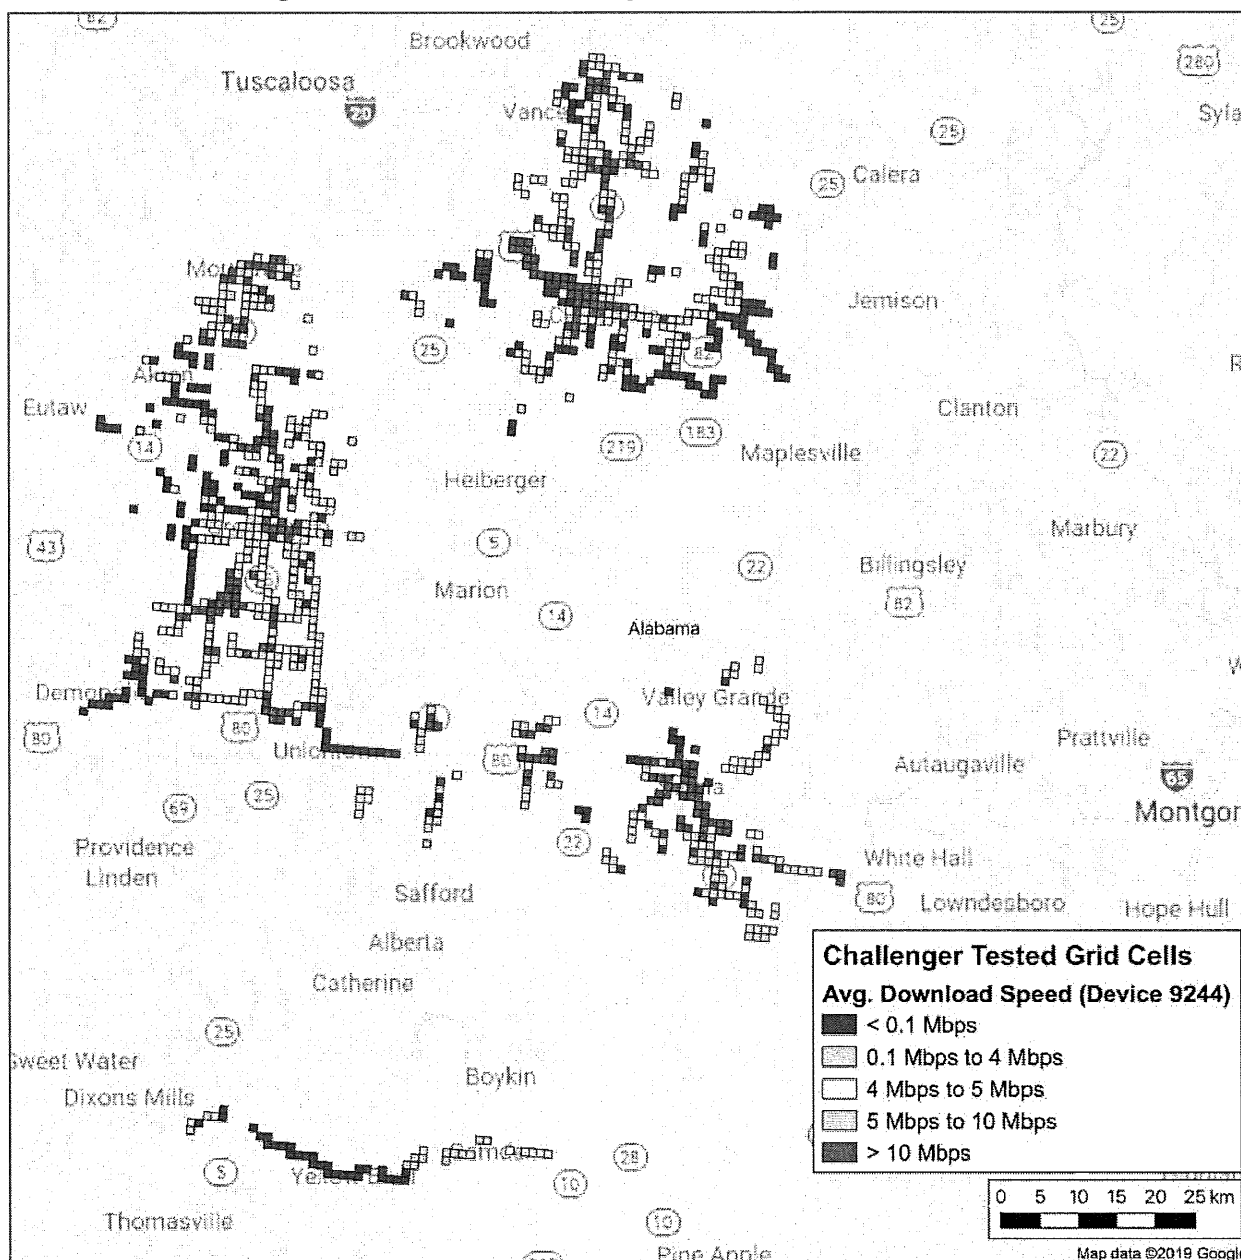 82
25
Brookwood
280
Tuscaloosa
20
Vance
Syla
25
25
Calera
Jemison
25
82
R
Eutaw
Clanton
14
219
183
Maplesville
22
Heiberger
Marbury
43
5
22
Billingsley
Marion
82
14
Alabama
W
Valley Grande
14
80
80
80
Prattville
Autaugaville
65
25
69
Montgor
22
Providence
White Hall
Linden
Safford
80
Lowndesboro
Hope Hull
Alberta
Catherine
Challenger Tested Grid Cells
Avg. Download Speed (Device 9244)
< 0.1 Mbps
0.1 Mbps to 4 Mbps
4 Mbps to 5 Mbps
5 Mbps to 10 Mbps
> 10 Mbps
25
Sweet Water
Boykin
Dixons Mills
5
28
10
0 5 10 15 20 25 km
Thomasville
10
Pine Apple
Map data ©2019 Google